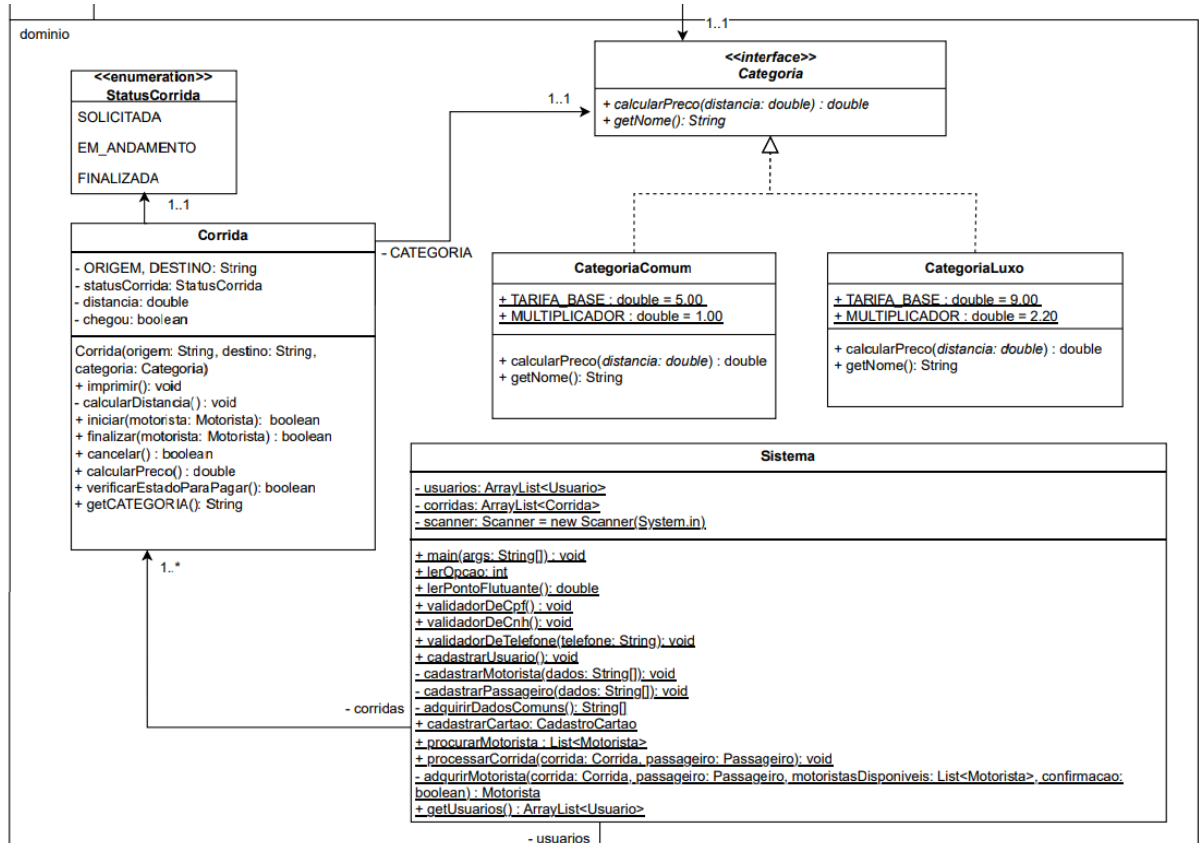 dominio
1..1
<<enumeration>>
StatusCorrida
SOLICITADA
EM_ANDAMENTO
FINALIZADA
1..1
<<interface>>
Categoria
+ calcularPreco(distancia: double) : double
+ getNome(): String
1..1
- CATEGORIA
Corrida
- ORIGEM, DESTINO: String
- statusCorrida: StatusCorrida
- distancia: double
- chegou: boolean
Corrida(origem: String, destino: String,
categoria: Categoria)
+ imprimir(): void
- calcularDistancia() : void
+ iniciar(motorista: Motorista): boolean
+ finalizar(motorista: Motorista) : boolean
+ cancelar() : boolean
+ calcularPreco() : double
+ verificarEstadoParaPagar(): boolean
+ getCATEGORIA(): String
CategoriaComum
+ TARIFA_BASE : double = 5.00
+ MULTIPLICADOR : double = 1.00
+ calcularPreco(distancia: double) : double
+ getNome(): String
CategoriaLuxo
+ TARIFA_BASE : double = 9.00
+ MULTIPLICADOR : double = 2.20
+ calcularPreco(distancia: double) : double
+ getNome(): String
1..*
- corridas
Sistema
- usuarios: ArrayList<Usuario>
- corridas: ArrayList<Corrida>
- scanner: Scanner = new Scanner(System.in)
+ main(args: String[]) : void
+ lerOpcao: int
+ lerPontoFlutuante(): double
+ validadorDeCpf() : void
+ validadorDeCnh(): void
+ validadorDeTelefone(telefone: String): void
+ cadastrarUsuario(): void
- cadastrarMotorista(dados: String[]): void
- cadastrarPassageiro(dados: String[]): void
- adquirirDadosComuns(): String[]
+ cadastrarCartao: CadastroCartao
+ procurarMotorista : List<Motorista>
+ processarCorrida(corrida: Corrida, passageiro: Passageiro): void
- adqurirMotorista(corrida: Corrida, passageiro: Passageiro, motoristasDisponiveis: List<Motorista>, confirmacao:
boolean) : Motorista
+ getUsuarios() : ArrayList<Usuario>
- usuarios